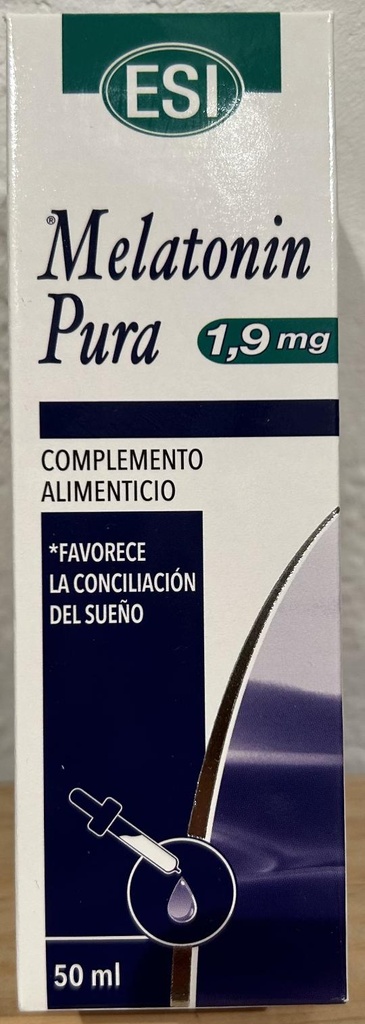 ESI
®Melatonin
Pura 1,9 mg
COMPLEMENTO
ALIMENTICIO
*FAVORECE
LA CONCILIACIÓN
DEL SUEÑO
50 ml